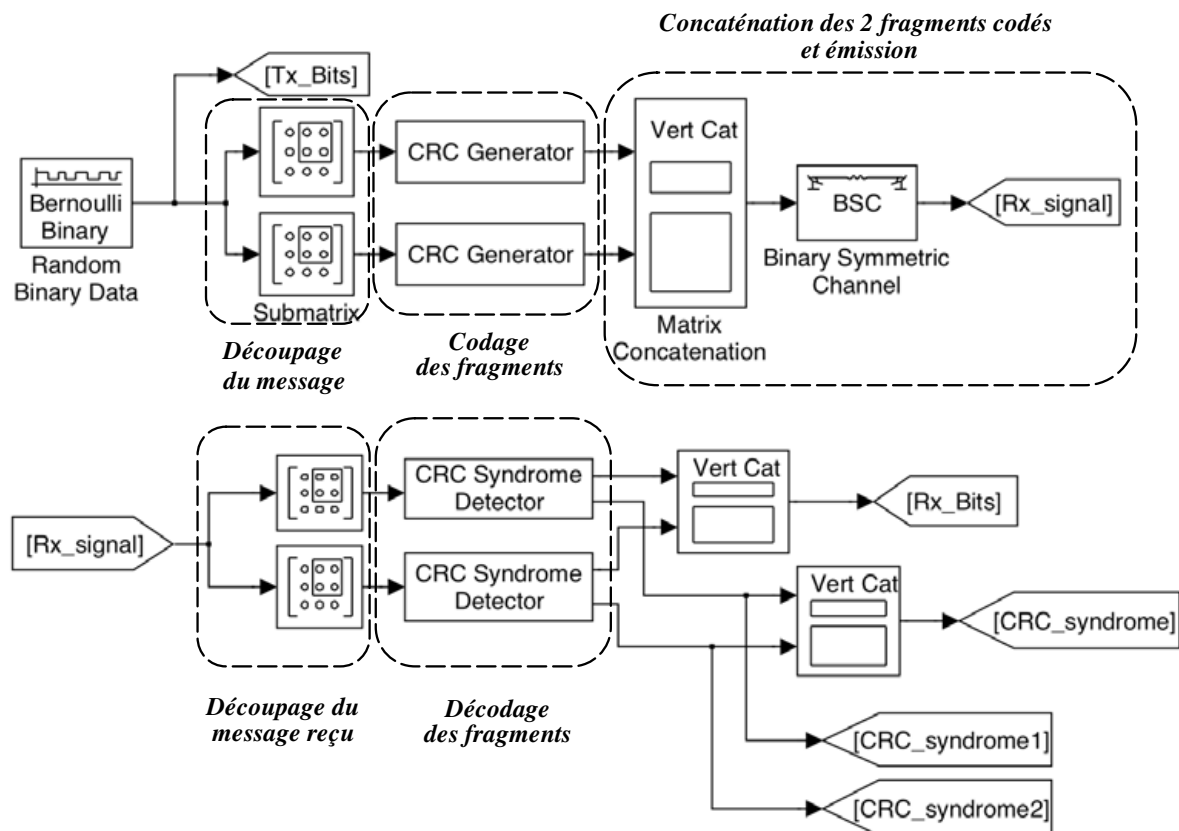 Concaténation des 2 fragments codés
et émission
[Tx_Bits]
Bernoulli
Binary
Random
Binary Data
Submatrix
CRC Generator
CRC Generator
Vert Cat
Matrix
Concatenation
BSC
Binary Symmetric
Channel
[Rx_signal]
Découpage
du message
Codage
des fragments
[Rx_signal]
CRC Syndrome
Detector
CRC Syndrome
Detector
Vert Cat
[Rx_Bits]
Vert Cat
[CRC_syndrome]
[CRC_syndrome1]
[CRC_syndrome2]
Découpage du
message reçu
Décodage
des fragments